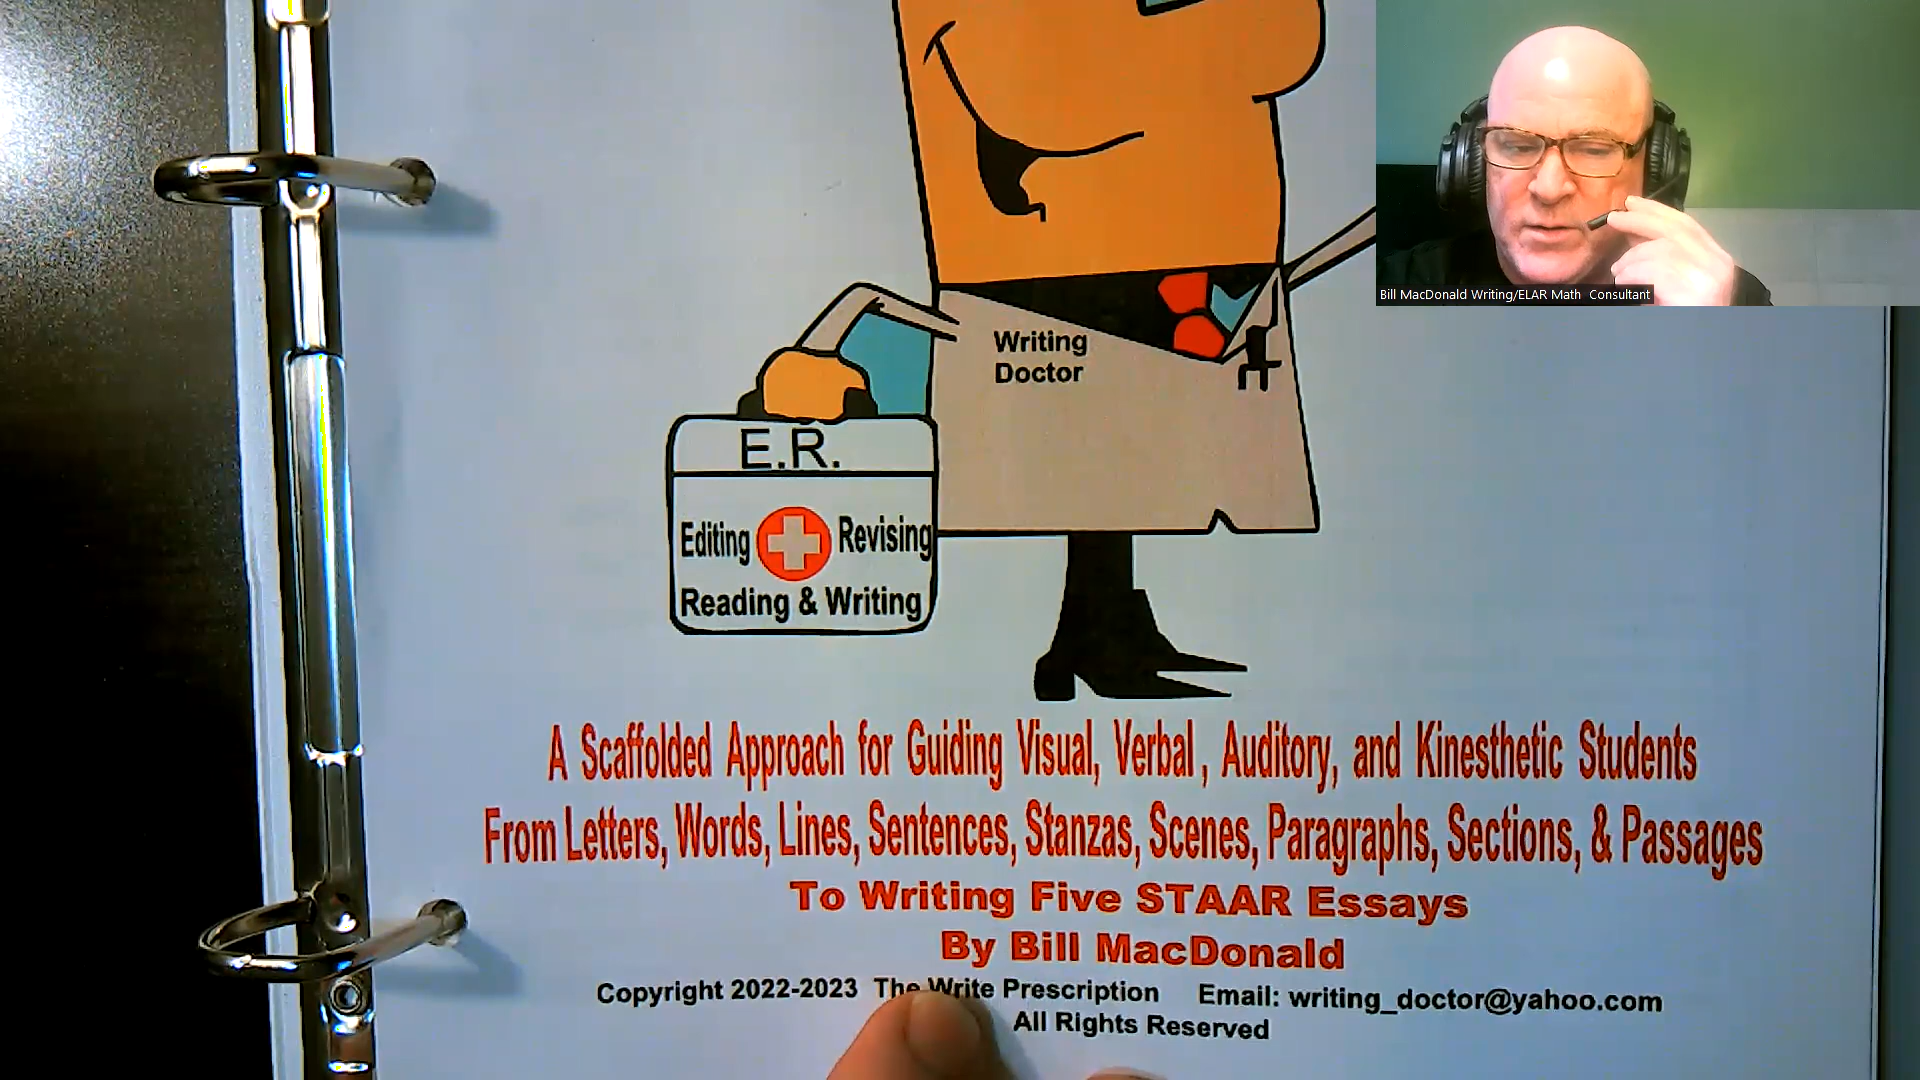 Bill MacDonald Writing/ELAR Math Consultant
Writing
Doctor
E.R.
Editing Revising
Reading & Writing
A Scaffolded Approach for Guiding Visual, Verbal, Auditory, and Kinesthetic Students
From Letters, Words, Lines, Sentences, Stanzas, Scenes, Paragraphs, Sections, & Passages
To Writing Five STAAR Essays
By Bill MacDonald
Copyright 2022-2023 The Write Prescription Email: writing_doctor@yahoo.com
All Rights Reserved